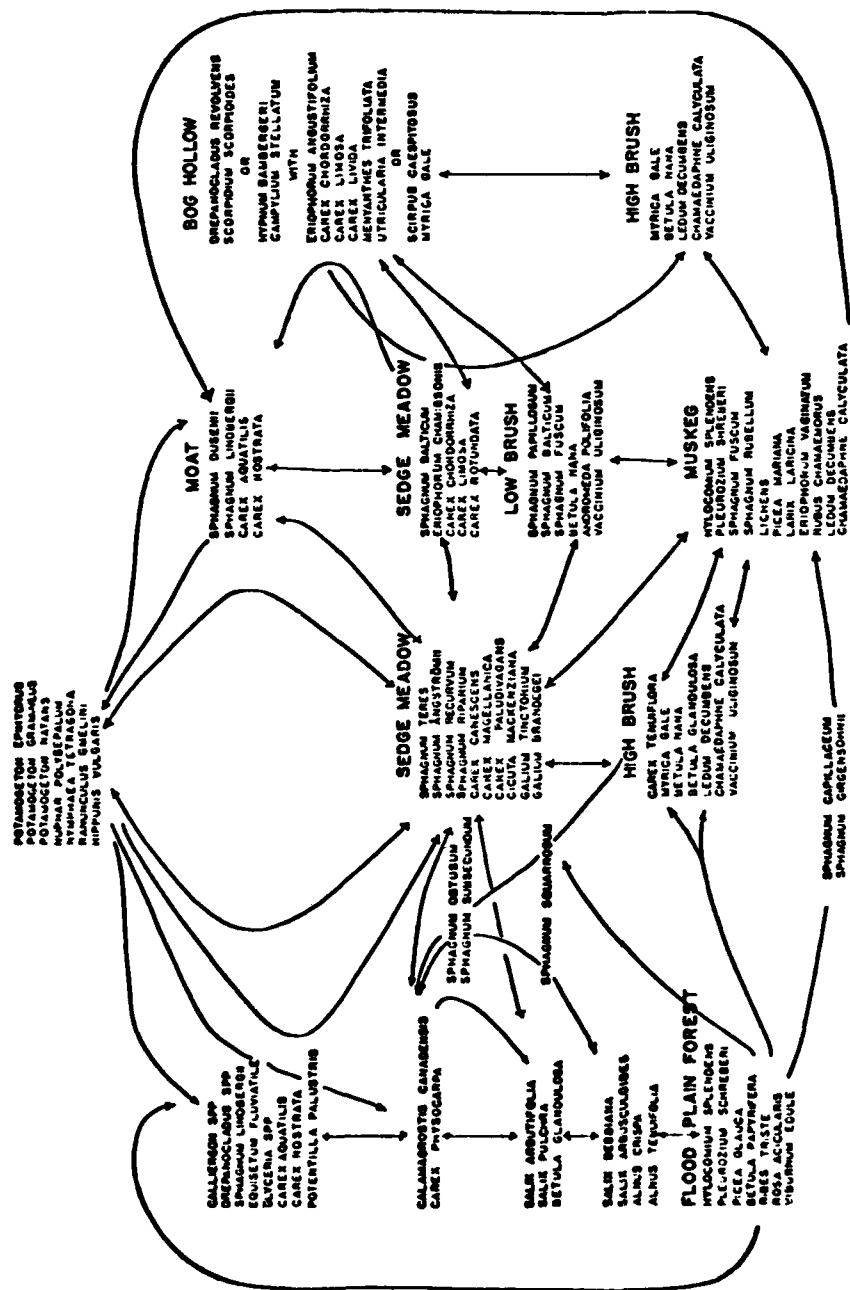 POTAMOGETON EPIHYDRUS
POTAMOGETON GRAMINEUS
POTAMOGETON NATANS
NUPHAR POLYSEPALUM
NYMPHAEA TETRAGONA
RANUNCULUS GMELINI
HIPPURIS VULGARIS
CALLIERGON SPP
DREPANOCLADUS SPP
SPHAGNUM LINDBERGII
EQUISETUM FLUVIATILE
GLYCERIA SPP
CAREX AQUATILIS
CAREX ROSTRATA
POTENTILLA PALUSTRIS
CALAMAGROSTIS CANADENSIS
CAREX PHYSOCARPA
SALIX ARBUTIFOLIA
SALIX PULCHRA
BETULA GLANDULOSA
SALIX BEBBIANA
SALIX ARBUSCULOIDES
ALNUS CRISPA
ALNUS TENUIFOLIA
FLOOD PLAIN FOREST
HYLOCOMIUM SPLENDENS
PLEUROZIUM SCHREBERI
PICEA GLAUCA
BETULA PAPYRIFERA
RIBES TRISTE
ROSA ACICULARIS
VIBURNUM EDULE
SPHAGNUM OBTUSUM
SPHAGNUM SUBSECUNDUM
SPHAGNUM SQUARROSUM
SEDGE MEADOW
SPHAGNUM TERES
SPHAGNUM ÅNGSTRÖMII
SPHAGNUM RECURVUM
SPHAGNUM RIPARIUM
CAREX CANESCENS
CAREX MAGELLANICA
CAREX PALUDIVAGANS
CICUTA MACKENZIANA
GALIUM TINCTORIUM
GALIUM BRANDEGEI
HIGH BRUSH
CAREX TENUIFLORA
MYRICA GALE
BETULA NANA
BETULA GLANDULOSA
LEDUM DECUMBENS
CHAMAEDAPHNE CALYCULATA
VACCINIUM ULIGINOSUM
SPHAGNUM CAPILLACEUM
SPHAGNUM GIRGENSOHNII
MOAT
SPHAGNUM DUSENII
SPHAGNUM LINDBERGII
CAREX AQUATILIS
CAREX ROSTRATA
SEDGE MEADOW
SPHAGNUM BALTICUM
ERIOPHORUM CHAMISSONIS
CAREX CHORDORRHIZA
CAREX LIMOSA
CAREX ROTUNDATA
LOW BRUSH
SPHAGNUM PAPILLOSUM
SPHAGNUM BALTICUM
SPHAGNUM FUSCUM
BETULA NANA
ANDROMEDA POLIFOLIA
VACCINIUM ULIGINOSUM
MUSKEG
HYLOCOMIUM SPLENDENS
PLEUROZIUM SHREBERI
SPHAGNUM FUSCUM
SPHAGNUM RUBELLUM
LICHENS
PICEA MARIANA
LARIX LARICINA
ERIOPHORUM VAGINATUM
RUBUS CHAMAEMORUS
LEDUM DECUMBENS
CHAMAEDAPHNE CALYCULATA
BOG HOLLOW
DREPANOCLADUS REVOLVENS
SCORPIDIUM SCORPIOIDES
OR
HYPNUM BAMBERGERI
CAMPYLIUM STELLATUM
WITH
ERIOPHORUM ANGUSTIFOLIUM
CAREX CHORDORRHIZA
CAREX LIMOSA
CAREX LIVIDA
MENYANTHES TRIFOLIATA
UTRICULARIA INTERMEDIA
OR
SCIRPUS CAESPITOSUS
MYRICA GALE
HIGH BRUSH
MYRICA GALE
BETULA NANA
LEDUM DECUMBENS
CHAMAEDAPHNE CALYCULATA
VACCINIUM ULIGINOSUM